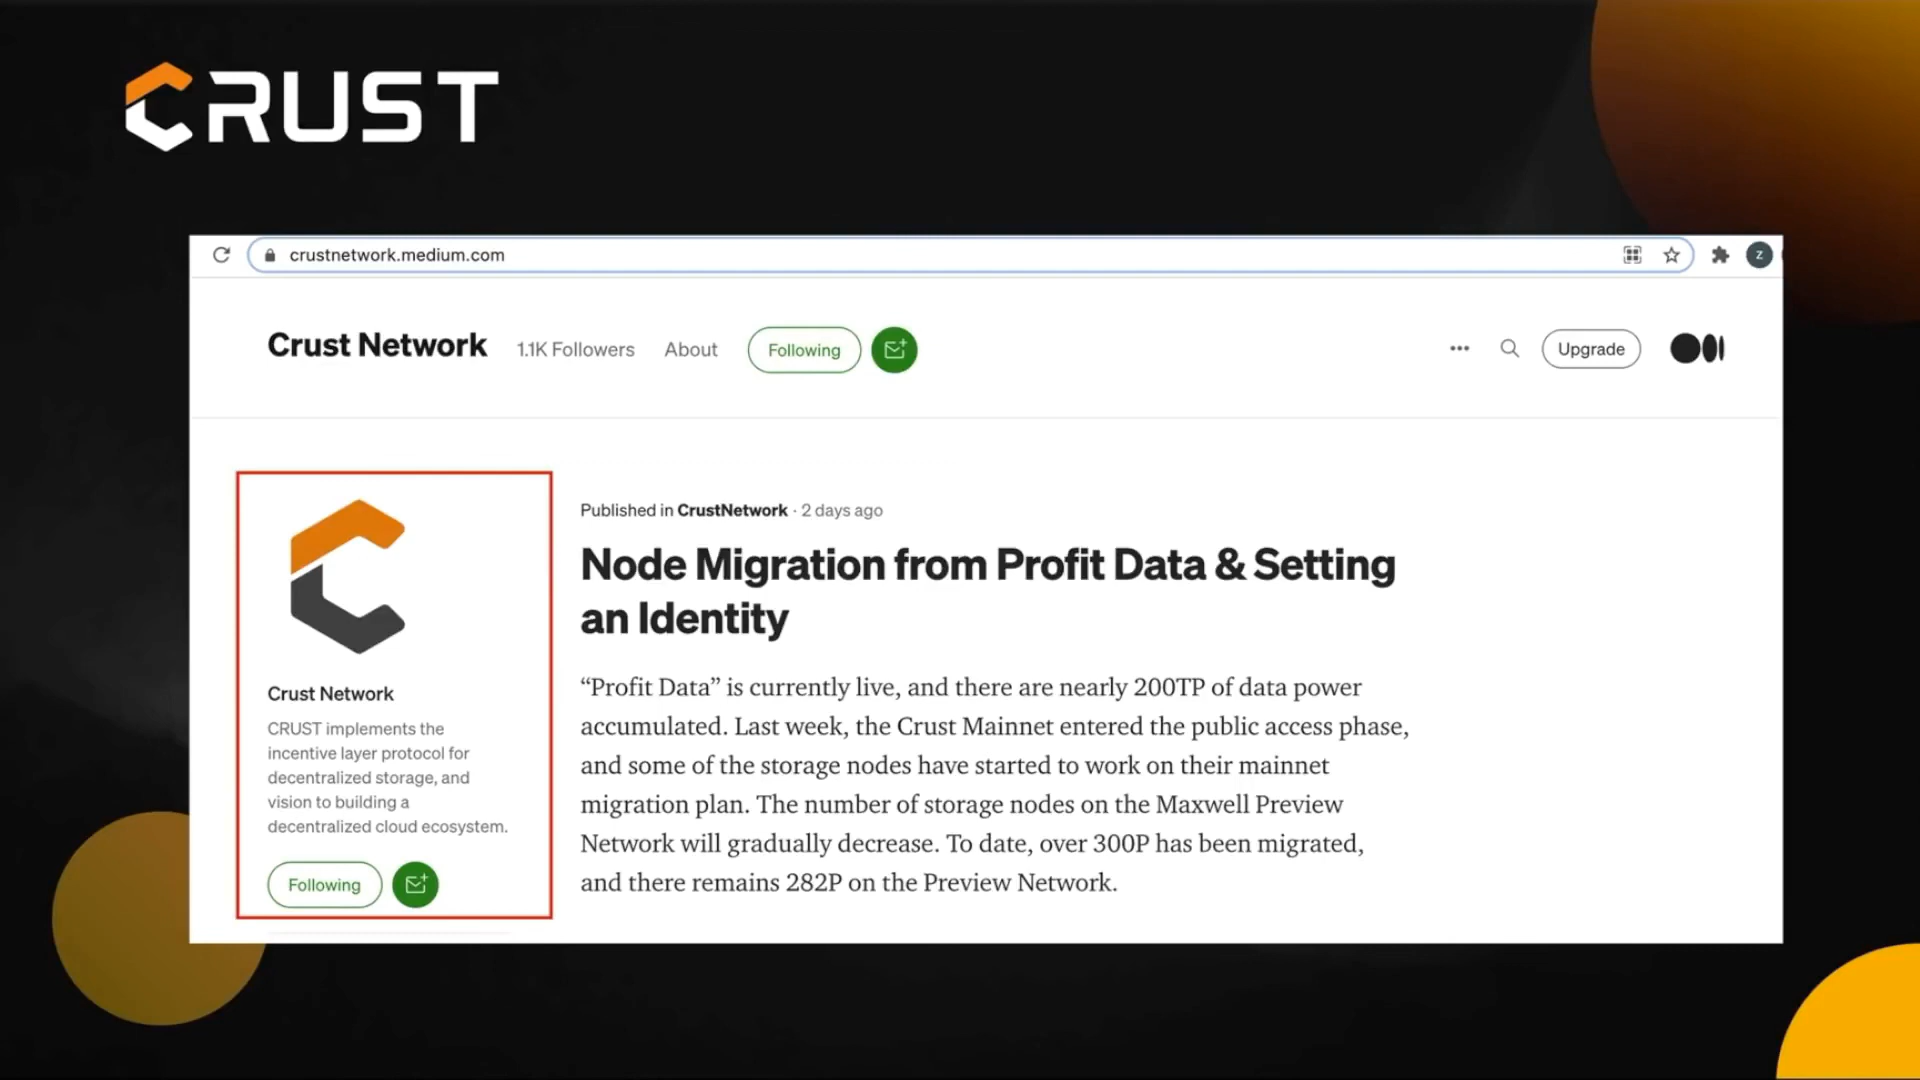 CRUST
crustnetwork.medium.com
Z
Crust Network
1.1K Followers
About
Following
Upgrade
Crust Network
CRUST implements the
incentive layer protocol for
decentralized storage, and
vision to building a
decentralized cloud ecosystem.
Following
Published in CrustNetwork · 2 days ago
Node Migration from Profit Data & Setting
an Identity
“Profit Data” is currently live, and there are nearly 200TP of data power
accumulated. Last week, the Crust Mainnet entered the public access phase,
and some of the storage nodes have started to work on their mainnet
migration plan. The number of storage nodes on the Maxwell Preview
Network will gradually decrease. To date, over 300P has been migrated,
and there remains 282P on the Preview Network.